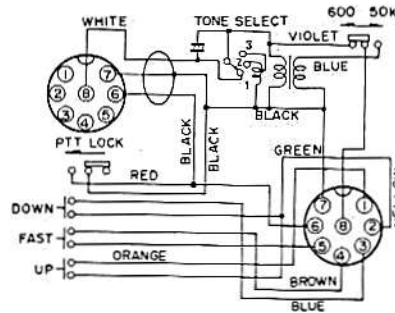 600 50K
WHITE
TONE SELECT
VIOLET
3
2
1
BLUE
1
7
2
8
6
3
4
5
BLACK
PTT LOCK
BLACK
BLACK
GREEN
RED
YELLOW
DOWN
7
1
6
8
2
FAST
5
4
3
ORANGE
UP
BROWN
BLUE